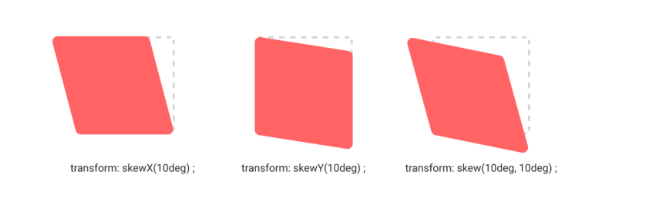 transform: skewX(10deg) ;
transform: skewY(10deg) ;
transform: skew(10deg, 10deg) ;